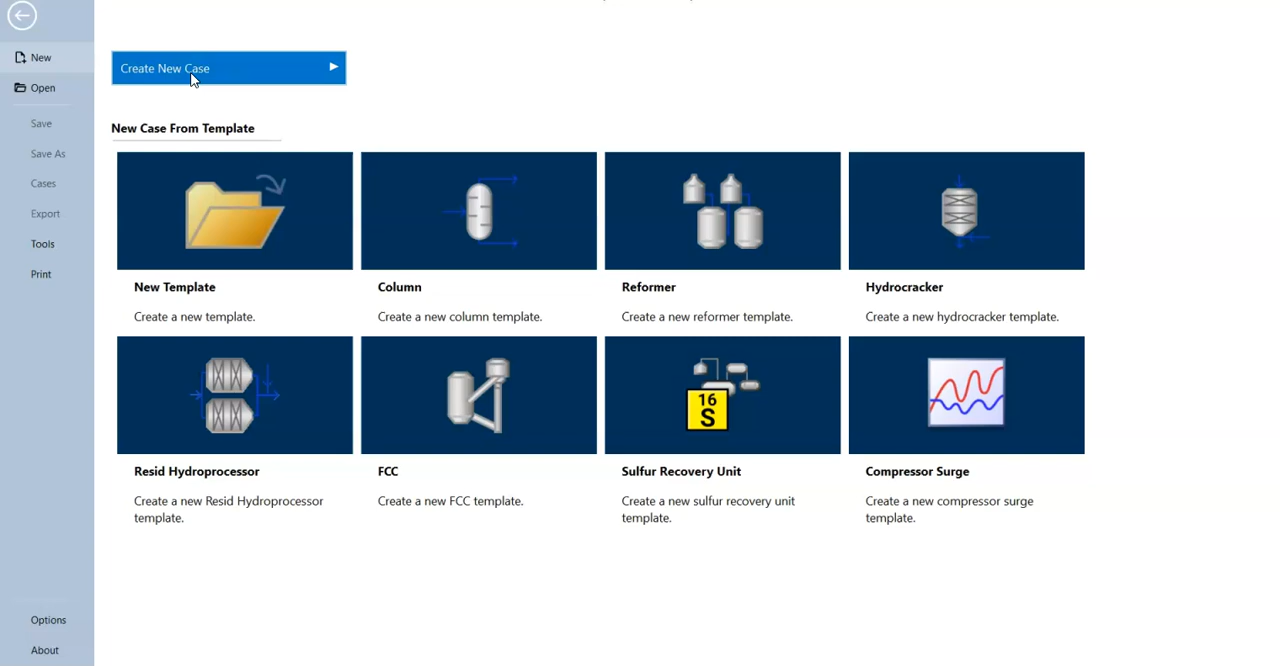 New
Open
Save
Save As
Cases
Export
Tools
Print
Options
About
Create New Case
New Case From Template
New Template
Create a new template.
Column
Create a new column template.
Reformer
Create a new reformer template.
Hydrocracker
Create a new hydrocracker template.
Resid Hydroprocessor
Create a new Resid Hydroprocessor
template.
FCC
Create a new FCC template.
16
S
Sulfur Recovery Unit
Create a new sulfur recovery unit
template.
Compressor Surge
Create a new compressor surge
template.